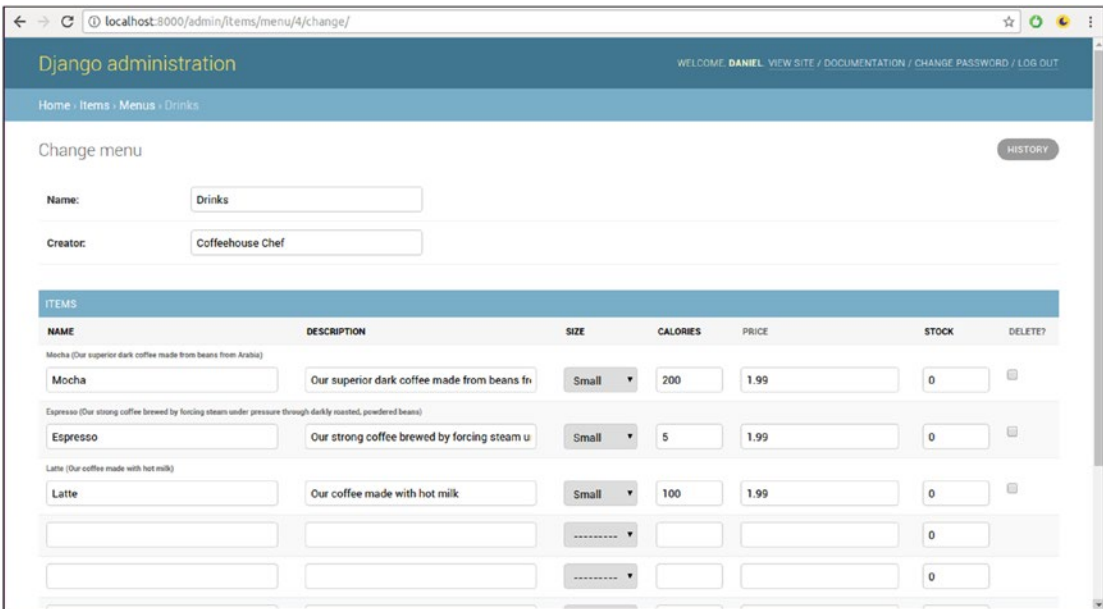 localhost:8000/admin/items/menu/4/change/
Django administration
WELCOME, DANIEL. VIEW SITE / DOCUMENTATION / CHANGE PASSWORD / LOG OUT
Home › Items › Menus › Drinks
Change menu
HISTORY
Name: Drinks
Creator: Coffeehouse Chef
ITEMS
NAME DESCRIPTION SIZE CALORIES PRICE STOCK DELETE?
Mocha (Our superior dark coffee made from beans from Arabia)
Mocha Our superior dark coffee made from beans fr Small 200 1.99 0
Espresso (Our strong coffee brewed by forcing steam under pressure through darkly roasted, powdered beans)
Espresso Our strong coffee brewed by forcing steam u Small 5 1.99 0
Latte (Our coffee made with hot milk)
Latte Our coffee made with hot milk Small 100 1.99 0
--------- 0
--------- 0